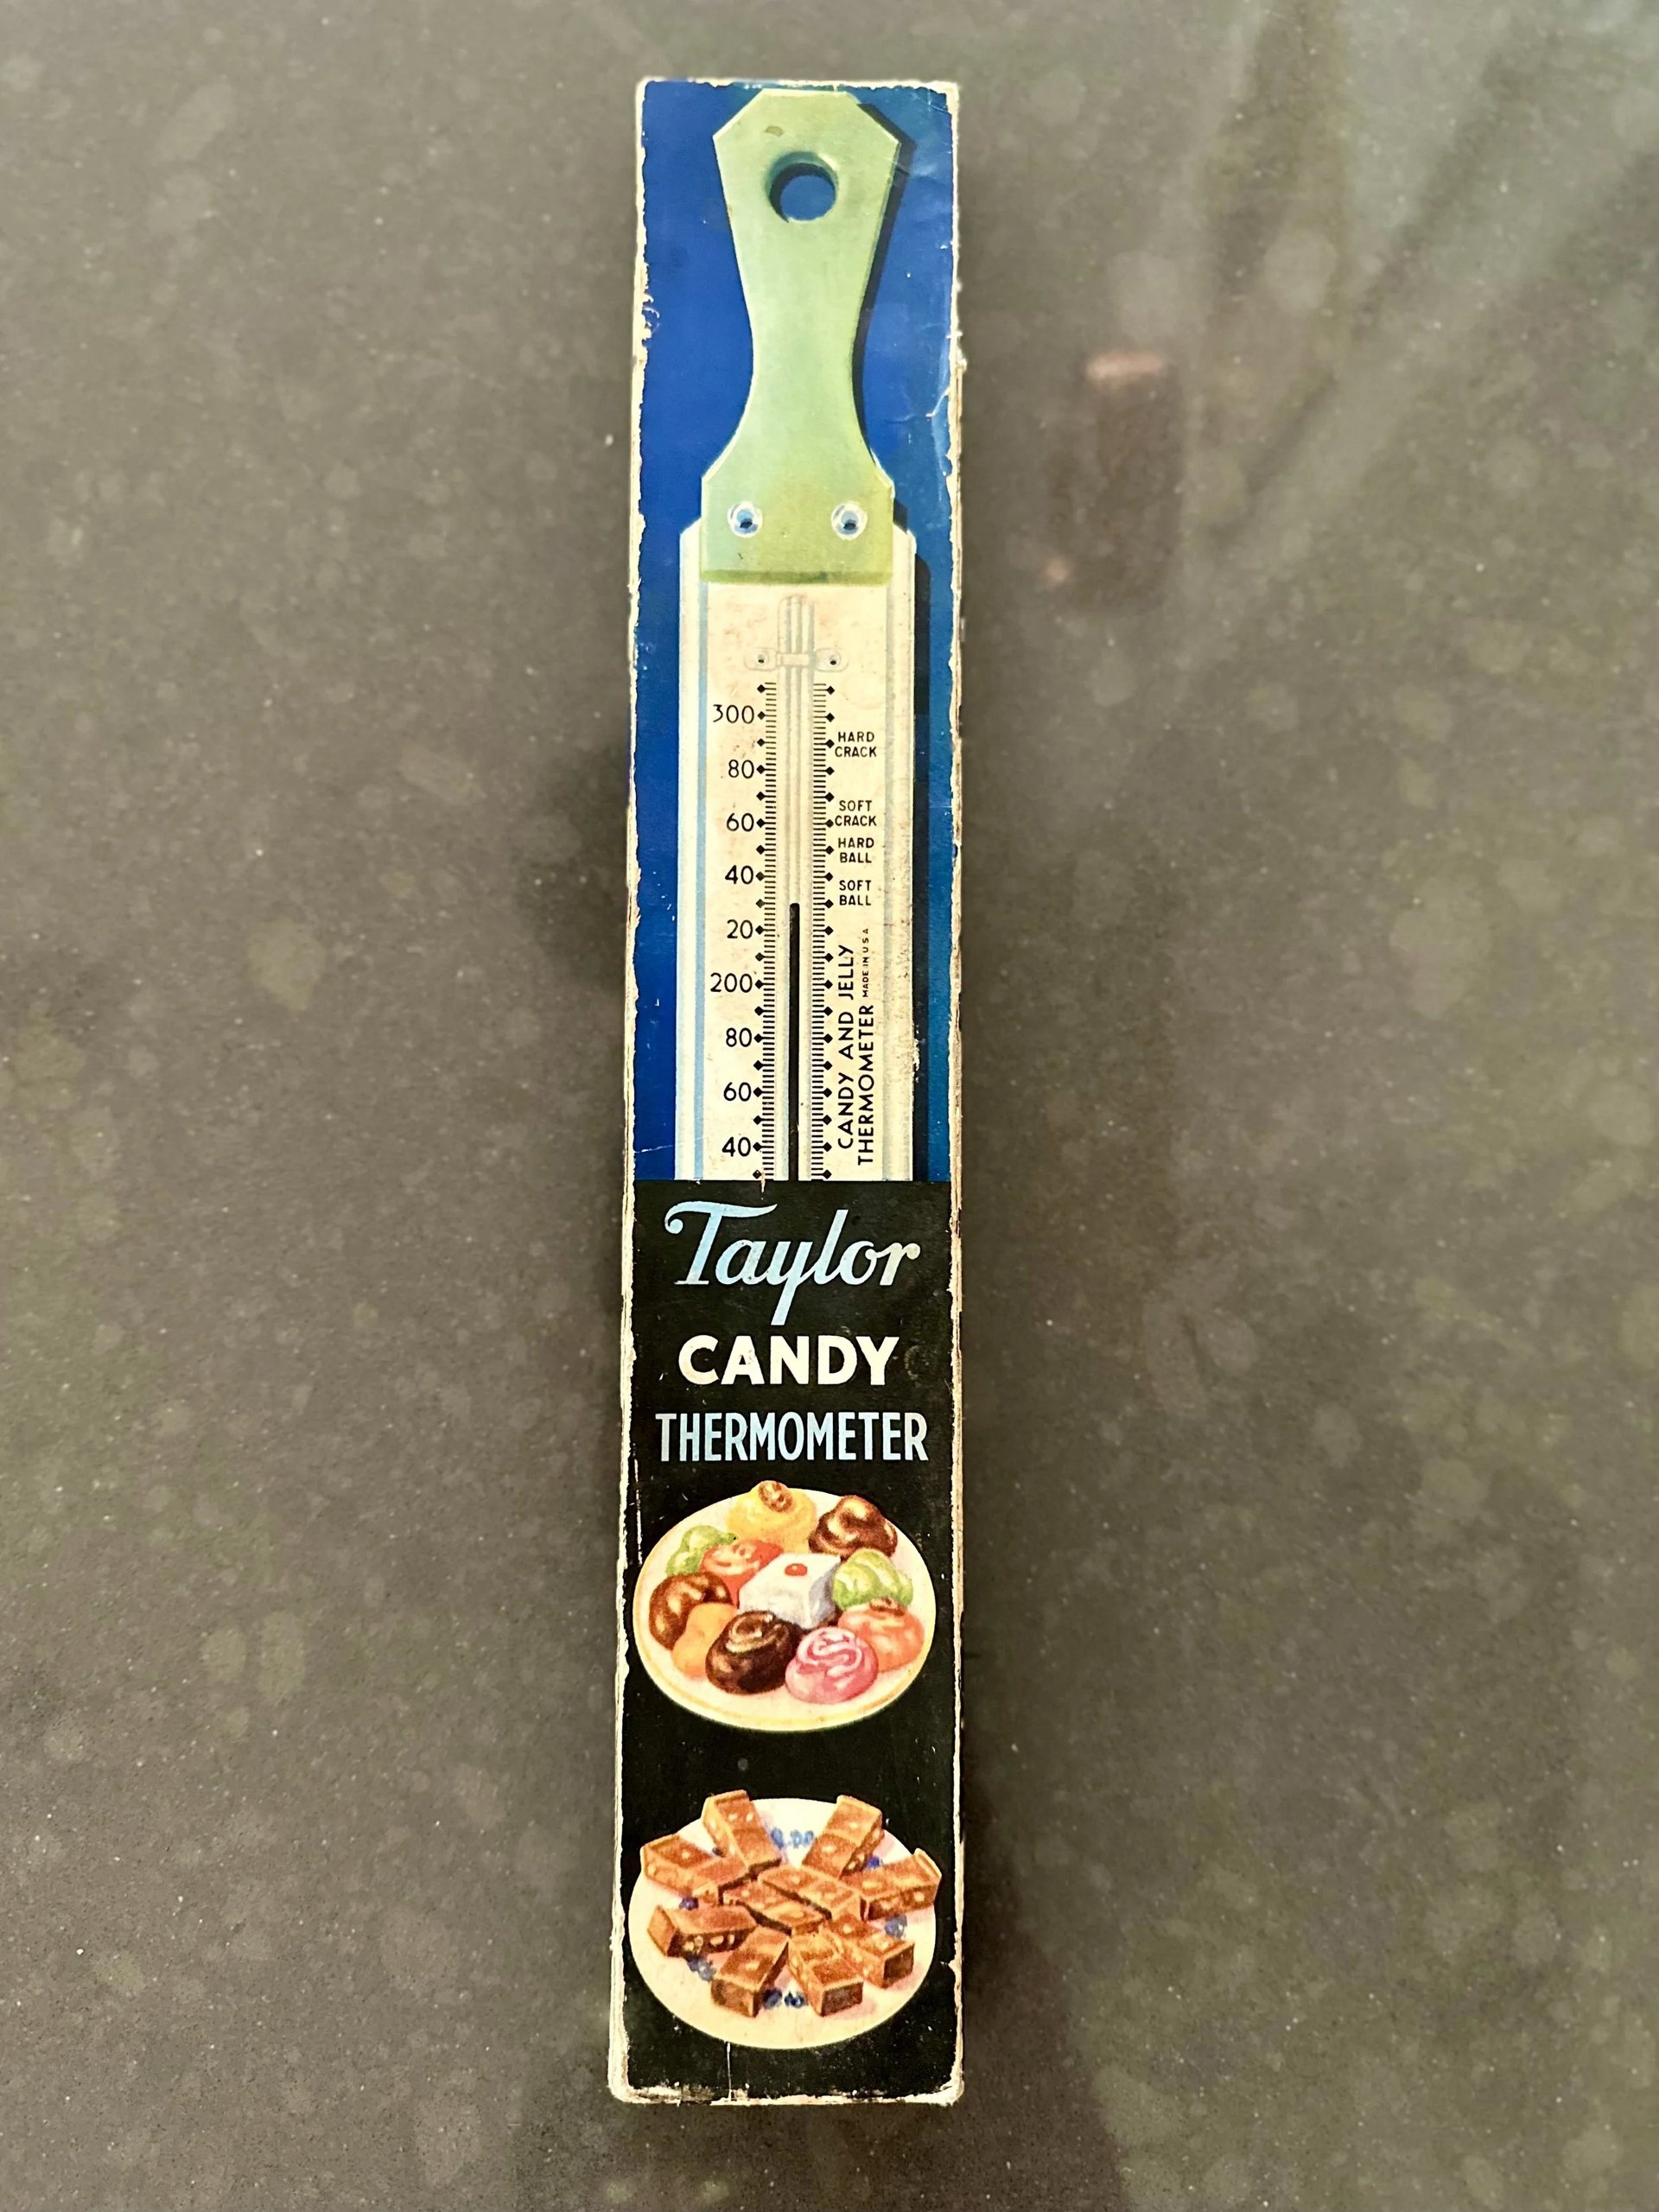 300
HARD
CRACK
80
SOFT
CRACK
60
HARD
BALL
40
SOFT
BALL
20
200
80
60
40
CANDY AND JELLY
THERMOMETER MADE IN USA
Taylor
CANDY
THERMOMETER